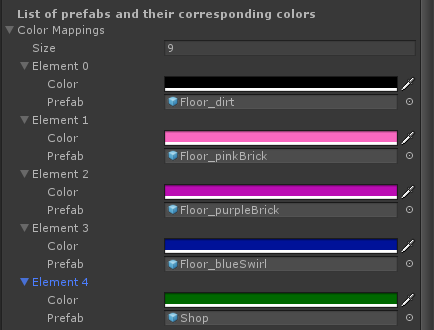 List of prefabs and their corresponding colors
Color Mappings
Size 9
Element 0
Color
Prefab Floor_dirt
Element 1
Color
Prefab Floor_pinkBrick
Element 2
Color
Prefab Floor_purpleBrick
Element 3
Color
Prefab Floor_blueSwirl
Element 4
Color
Prefab Shop